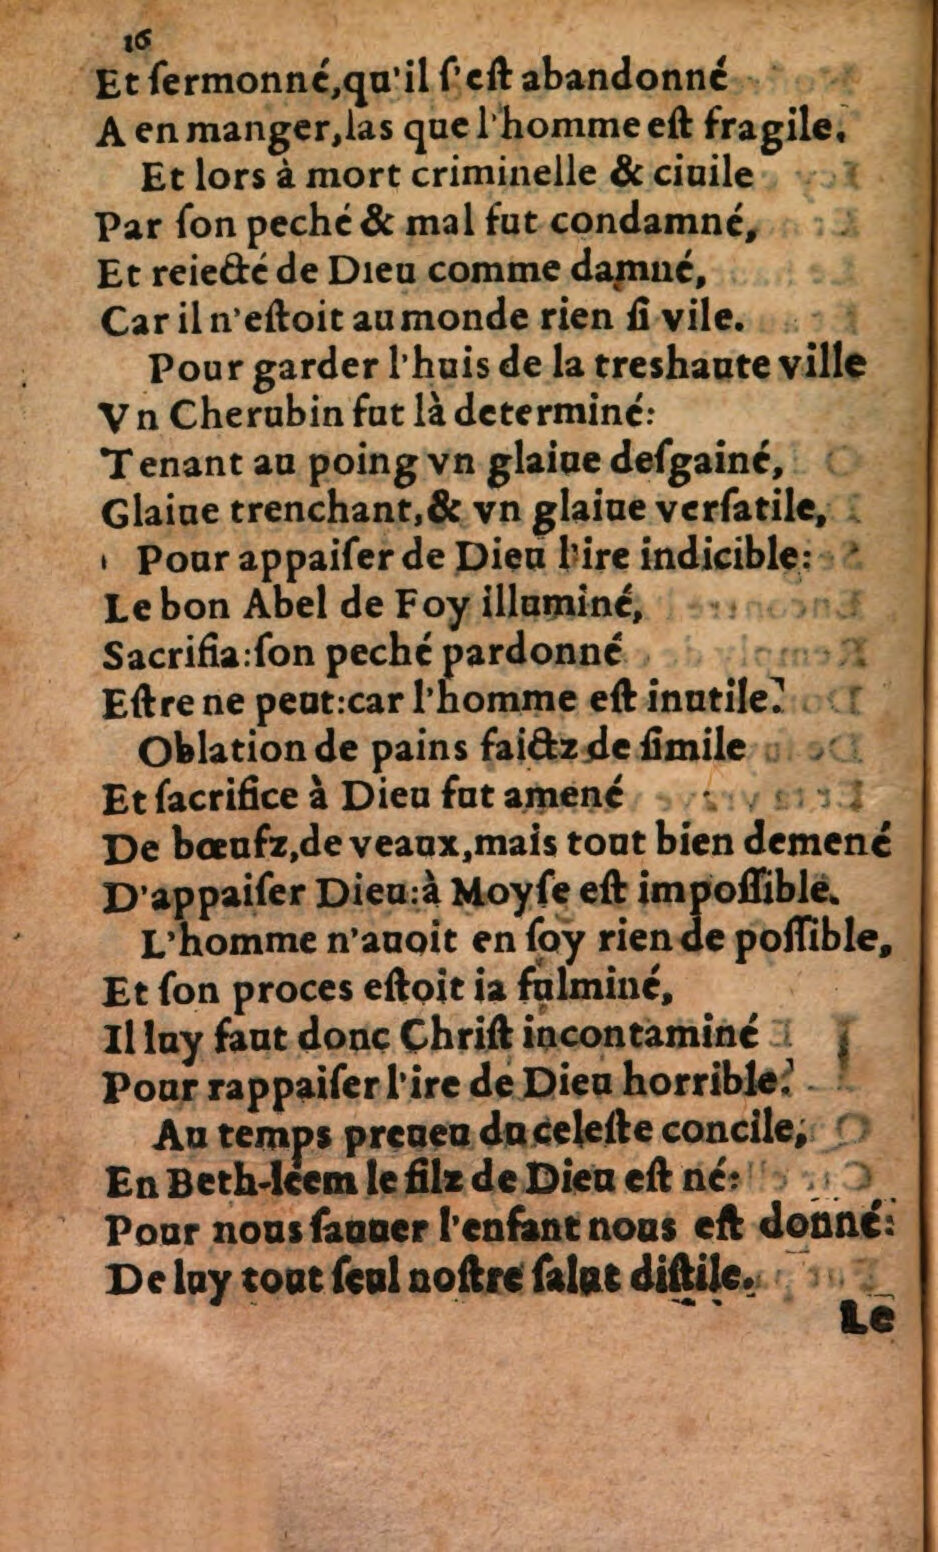 16
Et ſermonné,qu'il ſ'eſt abandonné
A en manger,las que l'homme eſt fragile.
Et lors à mort criminelle & ciuile
Par ſon peché & mal fut condamné,
Et reiecté de Dieu comme damné,
Car il n'eſtoit au monde rien ſi vile.
Pour garder l'huis de la treshaute ville
Vn Cherubin fut là determiné:
Tenant au poing vn glaiue deſgainé,
Glaiue trenchant,& vn glaiue verſatile,
Pour appaiſer de Dieu l'ire indicible:
Le bon Abel de Foy illuminé,
Sacrifia:ſon peché pardonné
Eſtre ne peut:car l'homme eſt inutile.
Oblation de pains faictz de ſimile
Et ſacrifice à Dieu fut amené
De bœufz,de veaux,mais tout bien demené
D'appaiſer Dieu:à Moyſe eſt impoſſible.
L'homme n'auoit en ſoy rien de poſſible,
Et ſon proces eſtoit ia fulminé,
Il luy faut donc Chriſt incontaminé
Pour rappaiſer l'ire de Dieu horrible.
Au temps preueu du celeſte concile,
En Beth-léem le filz de Dieu eſt né:
Pour nous ſauuer l'enfant nous eſt donné:
De luy tout ſeul noſtre ſalut diſtile.
Le